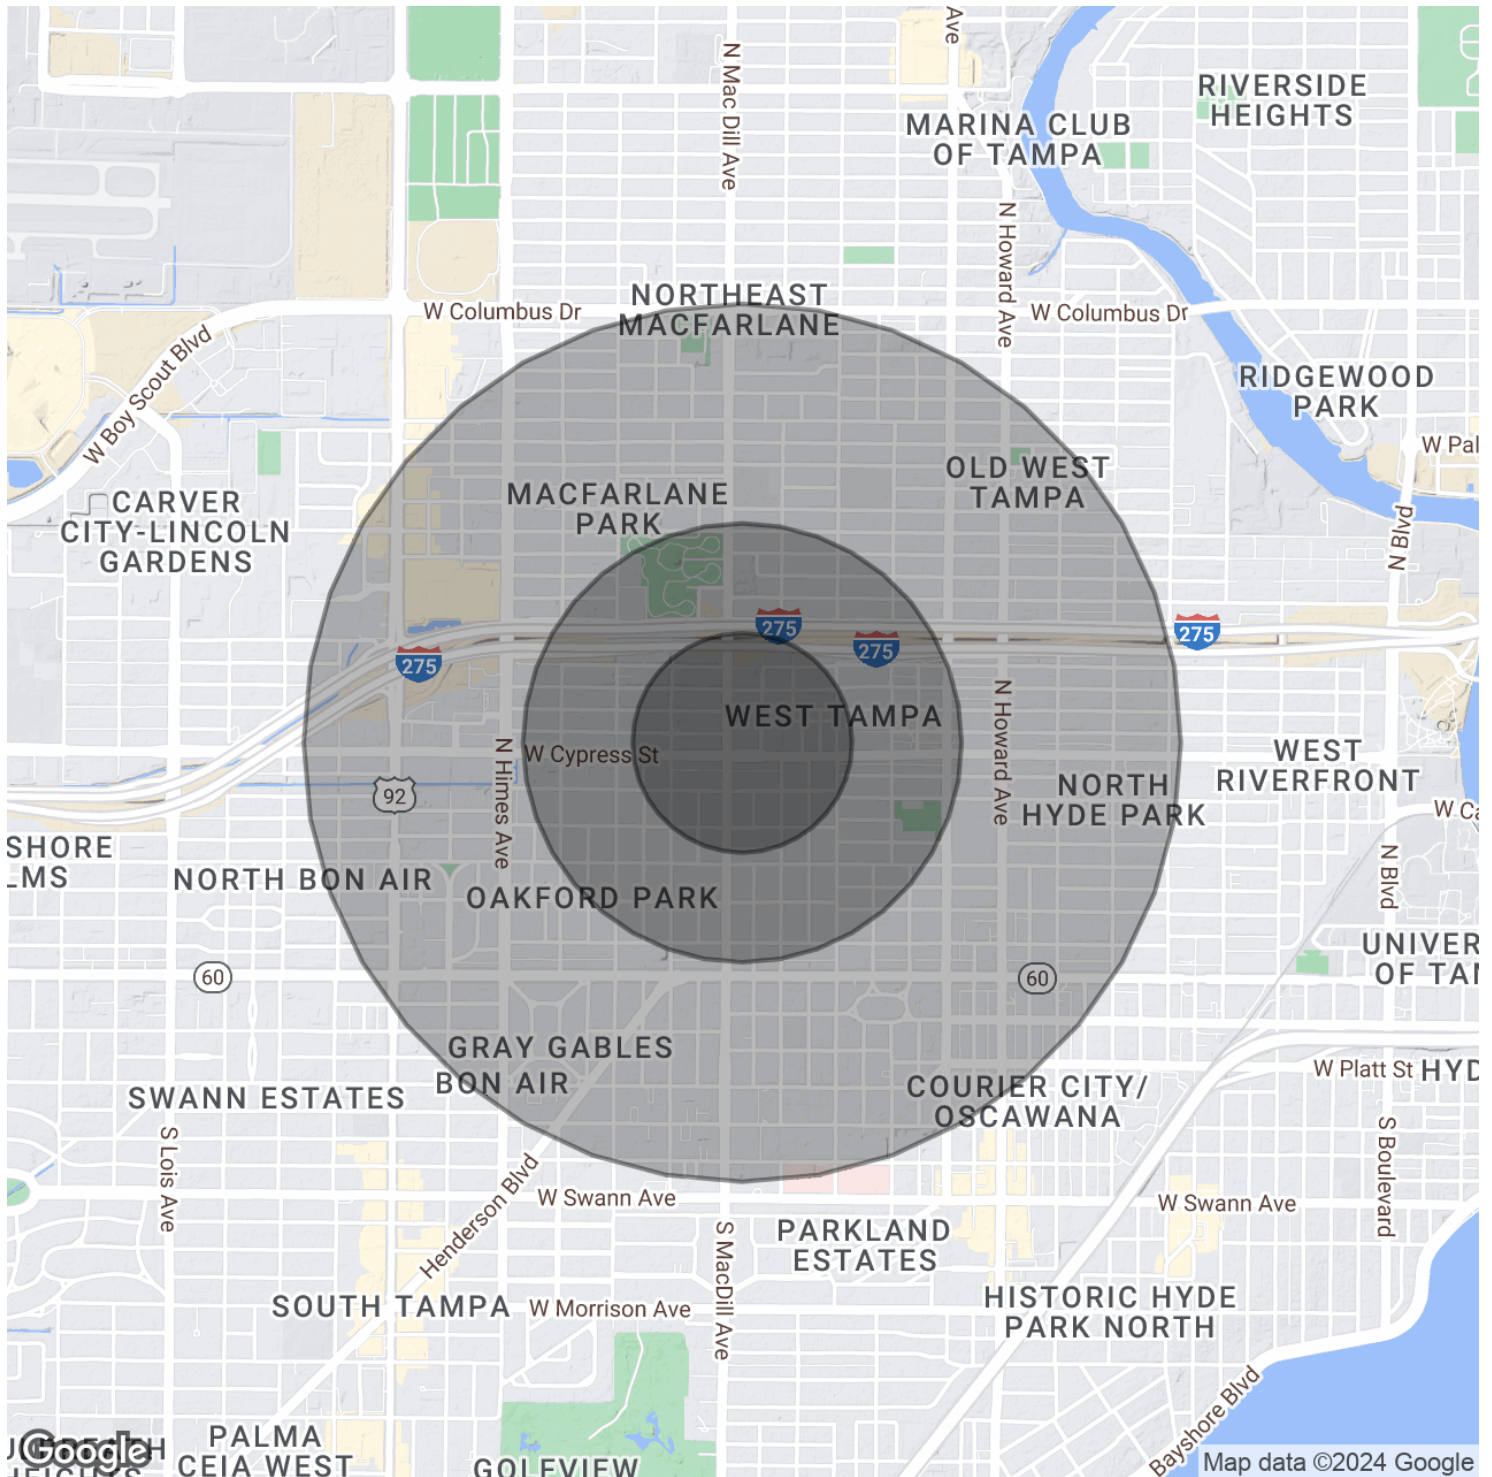 Ave
N Mac Dill Ave
RIVERSIDE
HEIGHTS
MARINA CLUB
OF TAMPA
N Howard Ave
NORTHEAST
MACFARLANE
W Columbus Dr
W Columbus Dr
W Boy Scout Blvd
RIDGEWOOD
PARK
W Pal
OLD WEST
TAMPA
MACFARLANE
PARK
CARVER
CITY-LINCOLN
GARDENS
N Blvd
275
275
275
275
WEST TAMPA
N Howard Ave
W Cypress St
N Himes Ave
WEST
RIVERFRONT
92
NORTH
HYDE PARK
W Ca
SHORE
LMS
N Blvd
NORTH BON AIR
OAKFORD PARK
UNIVER
OF TAM
60
60
GRAY GABLES
BON AIR
COURIER CITY/
OSCAWANA
W Platt St
HYD
SWANN ESTATES
S Lois Ave
S Boulevard
Henderson Blvd
W Swann Ave
W Swann Ave
PARKLAND
ESTATES
S MacDill Ave
SOUTH TAMPA
W Morrison Ave
HISTORIC HYDE
PARK NORTH
Bayshore Blvd
PALMA
CEIA WEST
GOLFVIEW
Google
Map data ©2024 Google